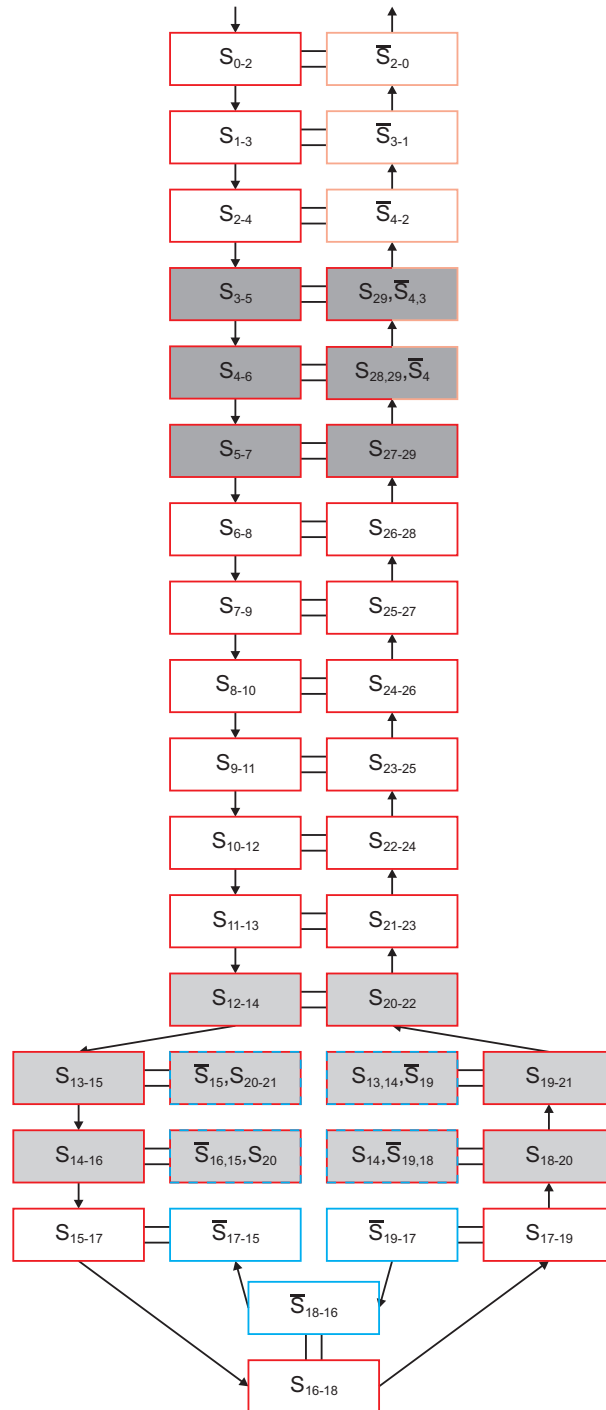 S₀₋₂ S̅₂₋₀
S₁₋₃ S̅₃₋₁
S₂₋₄ S̅₄₋₂
S₃₋₅ S₂₉,S̅₄,₃
S₄₋₆ S₂₈,₂₉,S̅₄
S₅₋₇ S₂₇₋₂₉
S₆₋₈ S₂₆₋₂₈
S₇₋₉ S₂₅₋₂₇
S₈₋₁₀ S₂₄₋₂₆
S₉₋₁₁ S₂₃₋₂₅
S₁₀₋₁₂ S₂₂₋₂₄
S₁₁₋₁₃ S₂₁₋₂₃
S₁₂₋₁₄ S₂₀₋₂₂
S₁₃₋₁₅ S̅₁₅,S₂₀₋₂₁ S₁₃,₁₄,S̅₁₉ S₁₉₋₂₁
S₁₄₋₁₆ S̅₁₆,₁₅,S₂₀ S₁₄,S̅₁₉,₁₈ S₁₈₋₂₀
S₁₅₋₁₇ S̅₁₇₋₁₅ S̅₁₉₋₁₇ S₁₇₋₁₉
S̅₁₈₋₁₆
S₁₆₋₁₈